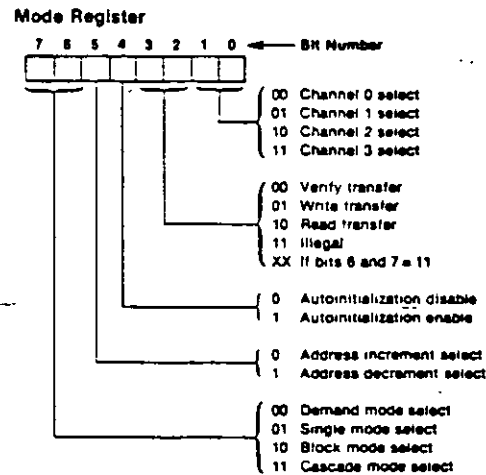 Mode Register
7 6 5 4 3 2 1 0 Bit Number
00 Channel 0 select
01 Channel 1 select
10 Channel 2 select
11 Channel 3 select
00 Verify transfer
01 Write transfer
10 Read transfer
11 Illegal
XX If bits 6 and 7 = 11
0 Autoinitialization disable
1 Autoinitialization enable
0 Address increment select
1 Address decrement select
00 Demand mode select
01 Single mode select
10 Block mode select
11 Cascade mode select